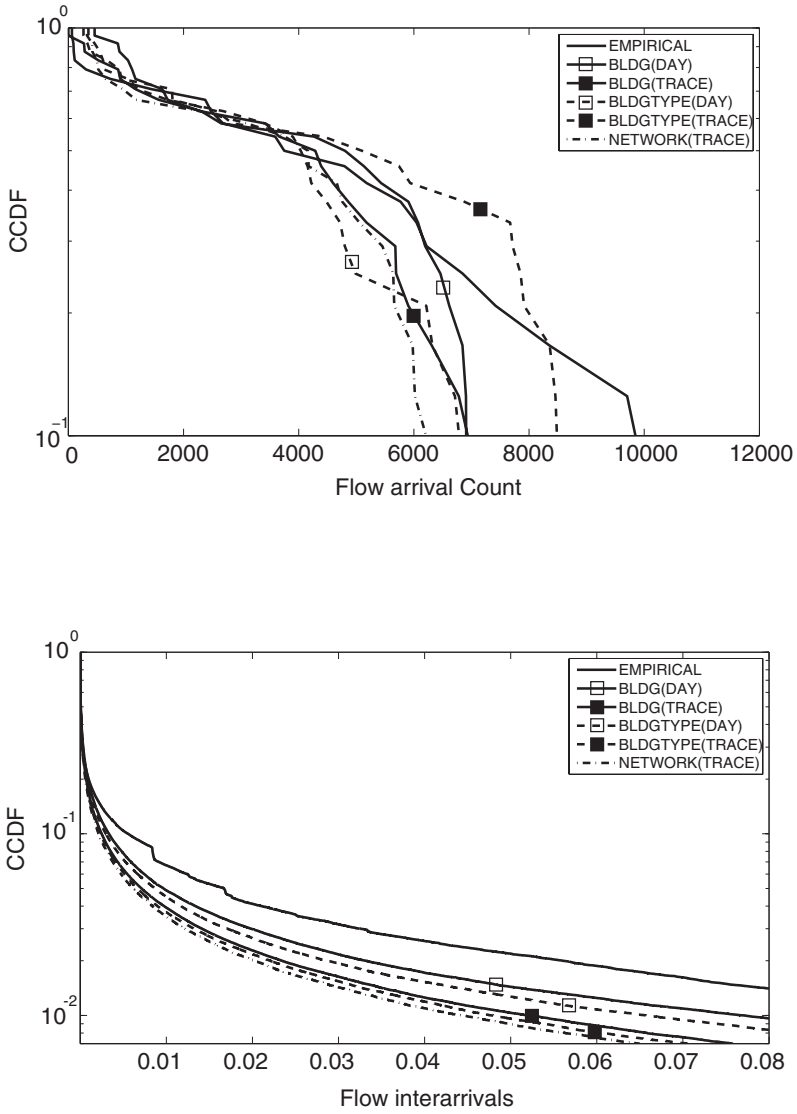 10^0
EMPIRICAL
BLDG(DAY)
BLDG(TRACE)
BLDGTYPE(DAY)
BLDGTYPE(TRACE)
NETWORK(TRACE)
CCDF
10^-1
0 2000 4000 6000 8000 10000 12000
Flow arrival Count
10^0
EMPIRICAL
BLDG(DAY)
BLDG(TRACE)
BLDGTYPE(DAY)
BLDGTYPE(TRACE)
NETWORK(TRACE)
10^-1
CCDF
10^-2
0.01 0.02 0.03 0.04 0.05 0.06 0.07 0.08
Flow interarrivals